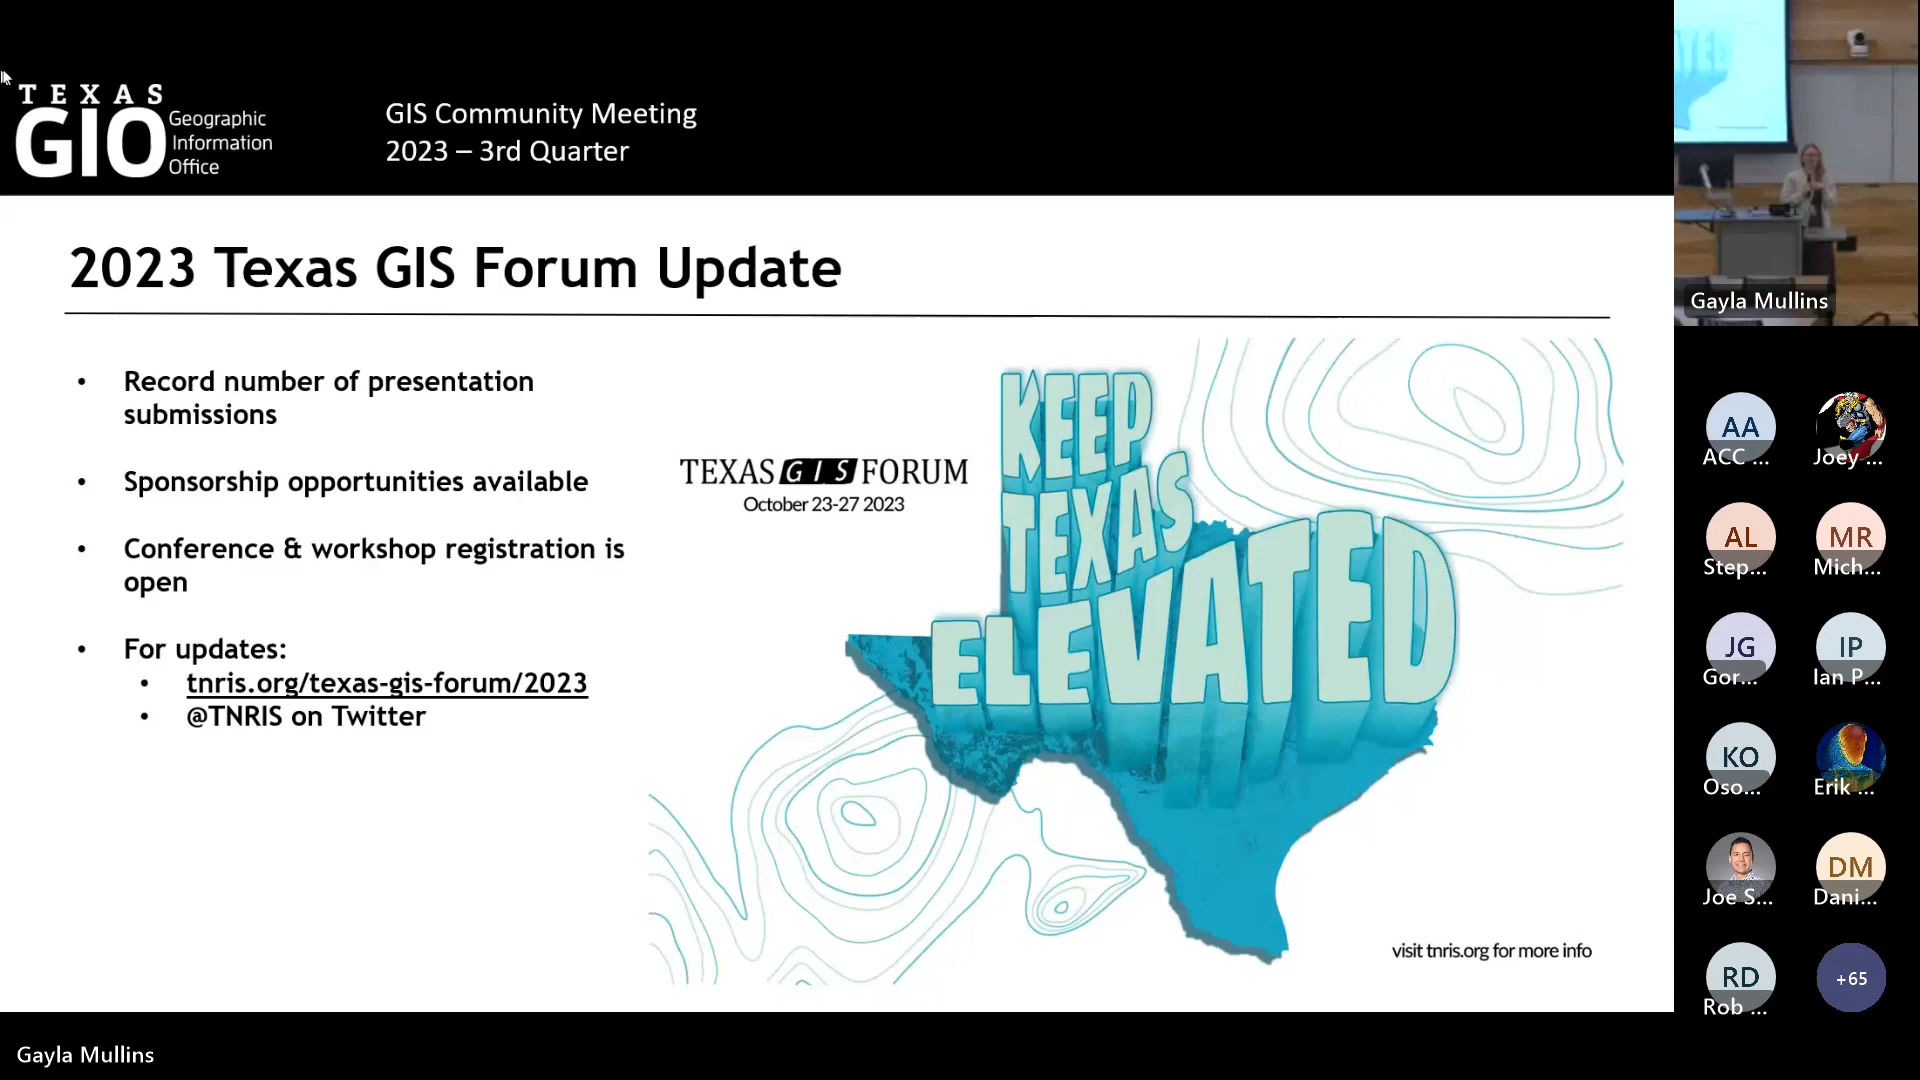 TEXAS
GIO
Geographic
Information
Office
GIS Community Meeting
2023 – 3rd Quarter
2023 Texas GIS Forum Update
• Record number of presentation
submissions
• Sponsorship opportunities available
• Conference & workshop registration is
open
• For updates:
• tnris.org/texas-gis-forum/2023
• @TNRIS on Twitter
TEXAS GIS FORUM
October 23-27 2023
KEEP
TEXAS
ELEVATED
visit tnris.org for more info
Gayla Mullins
AA
ACC ...
Joey ...
AL
Step...
MR
Mich...
JG
Gor...
IP
Ian P...
KO
Oso...
Erik ...
Joe S...
DM
Dani...
RD
Rob ...
+65
Gayla Mullins